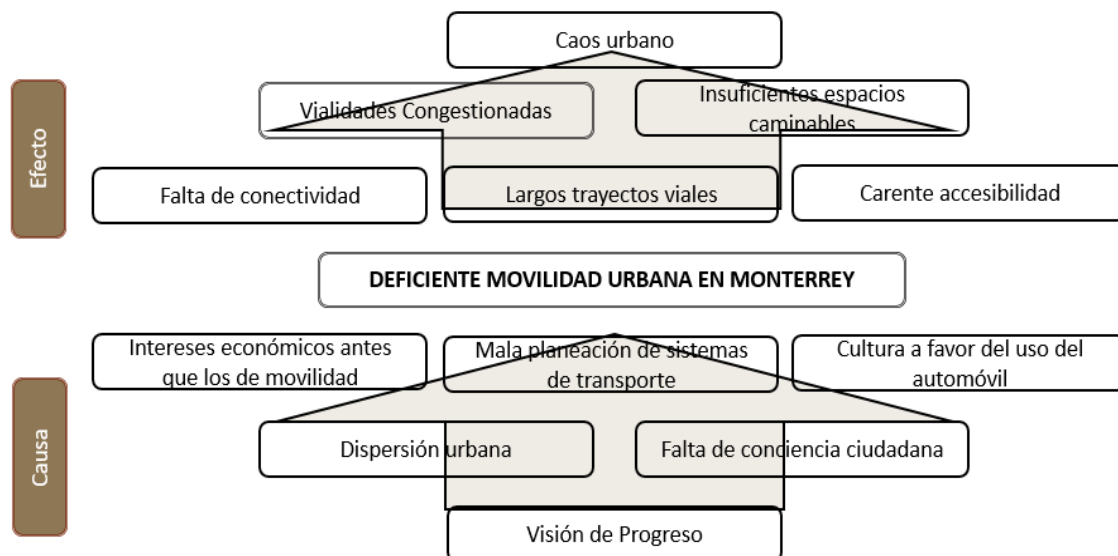 Caos urbano
Efecto
Vialidades Congestionadas
Insuficientes espacios
caminables
Falta de conectividad
Largos trayectos viales
Carente accesibilidad
DEFICIENTE MOVILIDAD URBANA EN MONTERREY
Causa
Intereses económicos antes
que los de movilidad
Mala planeación de sistemas
de transporte
Cultura a favor del uso del
automóvil
Dispersión urbana
Falta de conciencia ciudadana
Visión de Progreso